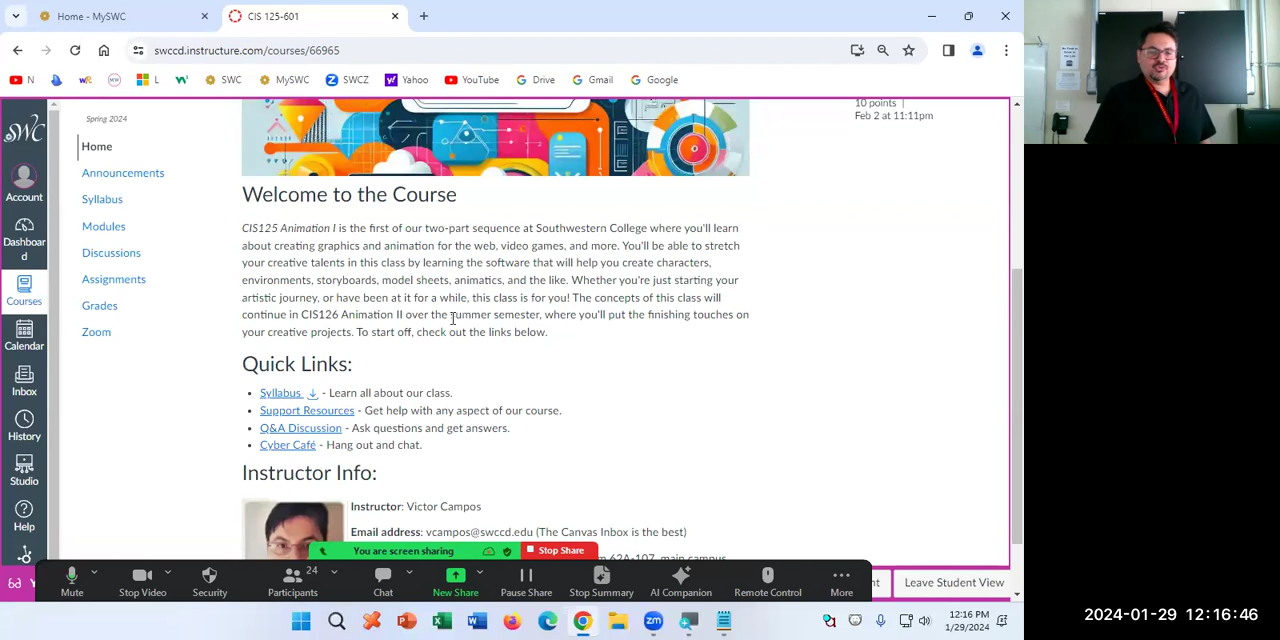 Home - MySWC
CIS 125-601
swccd.instructure.com/courses/66965
N
L
SWC
MySWC
SWCZ
Yahoo
YouTube
Drive
Gmail
Google
SWC
Account
Dashboar
d
Courses
Calendar
Inbox
History
Studio
Help
Spring 2024
Home
Announcements
Syllabus
Modules
Discussions
Assignments
Grades
Zoom
10 points |
Feb 2 at 11:11pm
Welcome to the Course
CIS125 Animation I is the first of our two-part sequence at Southwestern College where you'll learn
about creating graphics and animation for the web, video games, and more. You'll be able to stretch
your creative talents in this class by learning the software that will help you create characters,
environments, storyboards, model sheets, animatics, and the like. Whether you're just starting your
artistic journey, or have been at it for a while, this class is for you! The concepts of this class will
continue in CIS126 Animation II over the summer semester, where you'll put the finishing touches on
your creative projects. To start off, check out the links below.
Quick Links:
Syllabus - Learn all about our class.
Support Resources - Get help with any aspect of our course.
Q&A Discussion - Ask questions and get answers.
Cyber Café - Hang out and chat.
Instructor Info:
Instructor: Victor Campos
Email address: vcampos@swccd.edu (The Canvas Inbox is the best)
62A-107, main campus
You are screen sharing
Stop Share
Mute
Stop Video
Security
Participants
24
Chat
New Share
Pause Share
Stop Summary
AI Companion
Remote Control
More
Leave Student View
12:16 PM
1/29/2024
2024-01-29 12:16:46